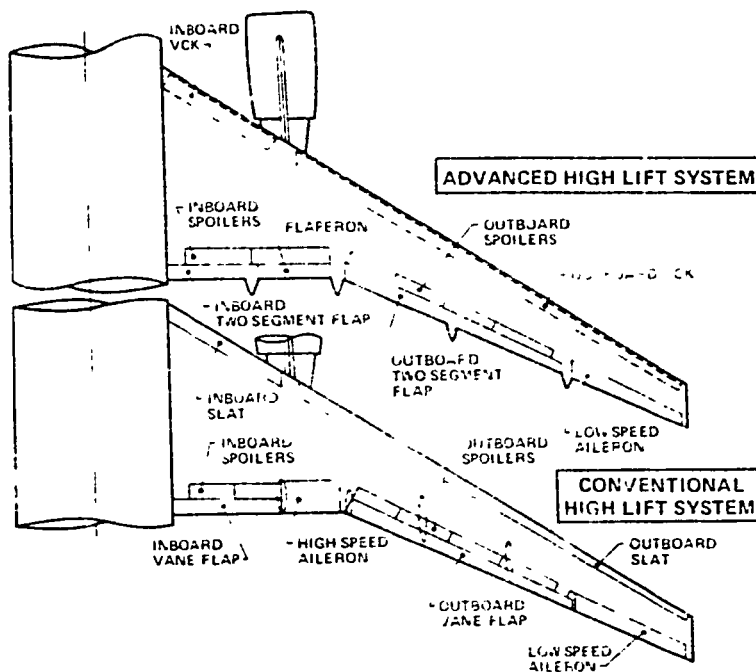 INBOARD
VCK
ADVANCED HIGH LIFT SYSTEM
INBOARD
SPOILERS
FLAPERON
OUTBOARD
SPOILERS
INBOARD
TWO SEGMENT FLAP
OUTBOARD
TWO SEGMENT
FLAP
LOW SPEED
AILERON
INBOARD
SLAT
INBOARD
SPOILERS
OUTBOARD
SPOILERS
CONVENTIONAL
HIGH LIFT SYSTEM
INBOARD
VANE FLAP
HIGH SPEED
AILERON
OUTBOARD
SLAT
OUTBOARD
VANE FLAP
LOW SPEED
AILERON